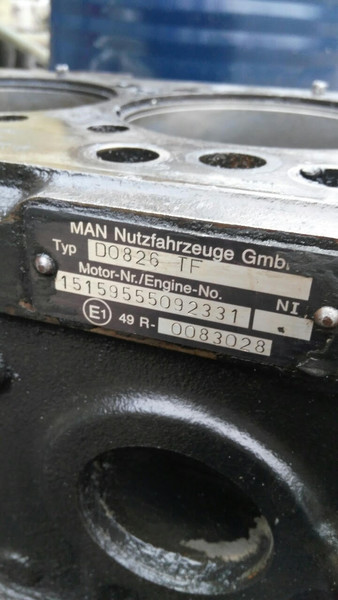 MAN Nutzfahrzeuge Gmb.
Typ D0826 TF
Motor-Nr./Engine-No. NI
15159555092331
E1 49 R- 0083028